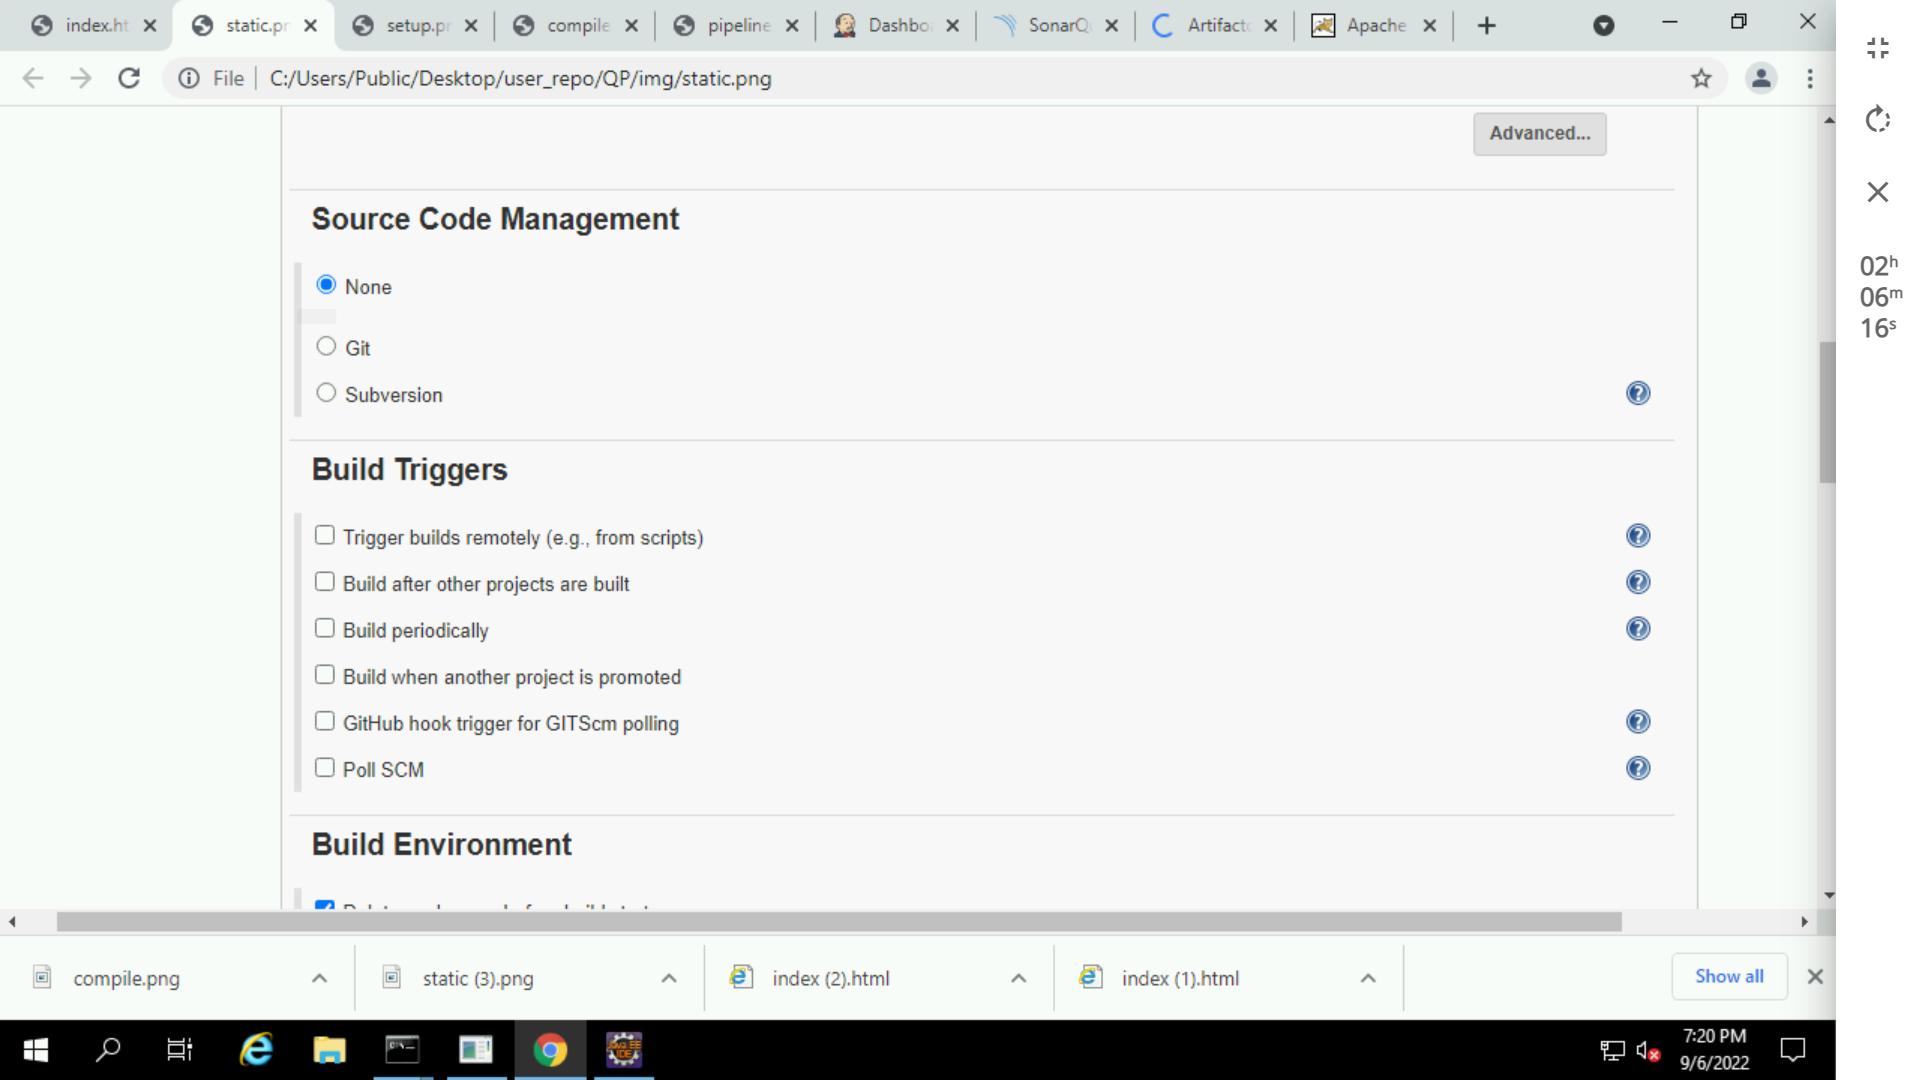 index.ht
static.pn
setup.pr
compile
pipeline
Dashbo
SonarQ
Artifact
Apache
File
C:/Users/Public/Desktop/user_repo/QP/img/static.png
Advanced...
Source Code Management
None
Git
Subversion
Build Triggers
Trigger builds remotely (e.g., from scripts)
Build after other projects are built
Build periodically
Build when another project is promoted
GitHub hook trigger for GITScm polling
Poll SCM
Build Environment
02h
06m
16s
compile.png
static (3).png
index (2).html
index (1).html
Show all
7:20 PM
9/6/2022